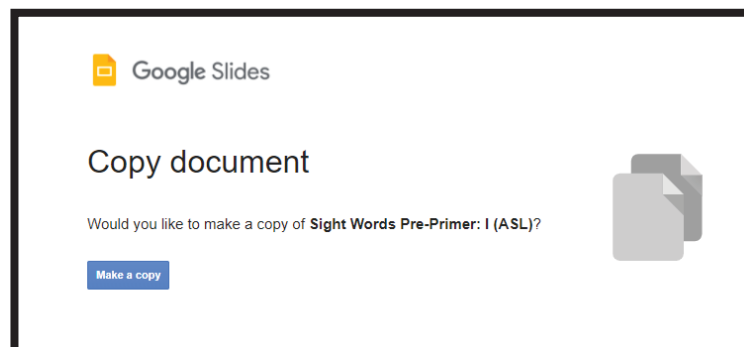 Google Slides
Copy document
Would you like to make a copy of Sight Words Pre-Primer: I (ASL)?
Make a copy